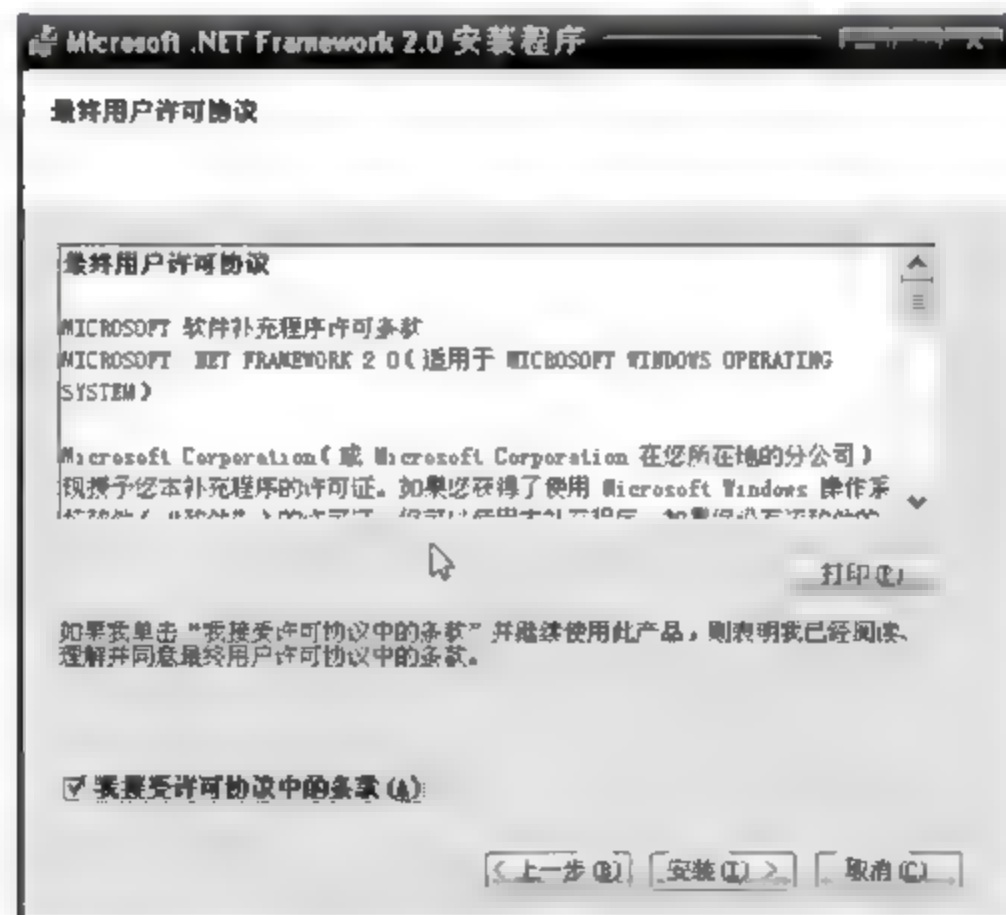 Microsoft .NET Framework 2.0 安装程序
最终用户许可协议
最终用户许可协议
MICROSOFT 软件补充程序许可条款
MICROSOFT .NET FRAMEWORK 2.0(适用于 MICROSOFT WINDOWS OPERATING
SYSTEM)
Microsoft Corporation(或 Microsoft Corporation 在您所在地的分公司)
现授予您本补充程序的许可证。如果您获得了使用 Microsoft Windows 操作系
打印(P)
如果我单击“我接受许可协议中的条款”并继续使用此产品，则表明我已经阅读、
理解并同意最终用户许可协议中的条款。
我接受许可协议中的条款(A)
< 上一步(B)
安装(I) >
取消(C)